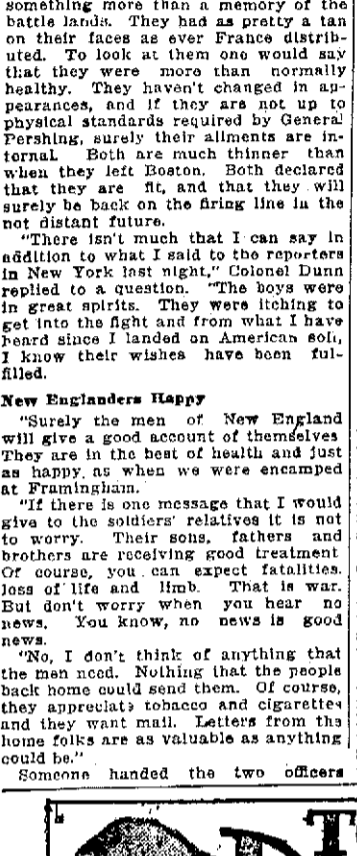 something more than a memory of the
battle lands. They had as pretty a tan
on their faces as ever France distrib-
uted. To look at them one would say
that they were more than normally
healthy. They haven't changed in ap-
pearances, and if they are not up to
physical standards required by General
Pershing, surely their ailments are in-
ternal. Both are much thinner than
when they left Boston. Both declared
that they are fit, and that they will
surely be back on the firing line in the
not distant future.
"There isn't much that I can say in
addition to what I said to the reporters
in New York last night," Colonel Dunn
replied to a question. "The boys were
in great spirits. They were itching to
get into the fight and from what I have
heard since I landed on American soil,
I know their wishes have been ful-
filled.
New Englanders Happy
"Surely the men of New England
will give a good account of themselves
They are in the best of health and just
as happy as when we were encamped
at Framingham.
"If there is one message that I would
give to the soldiers' relatives it is not
to worry. Their sons, fathers and
brothers are receiving good treatment
Of course, you can expect fatalities,
loss of life and limb. That is war.
But don't worry when you hear no
news. You know, no news is good
news.
"No, I don't think of anything that
the men need. Nothing that the people
back home could send them. Of course,
they appreciate tobacco and cigarettes
and they want mail. Letters from the
home folks are as valuable as anything
could be."
Someone handed the two officers